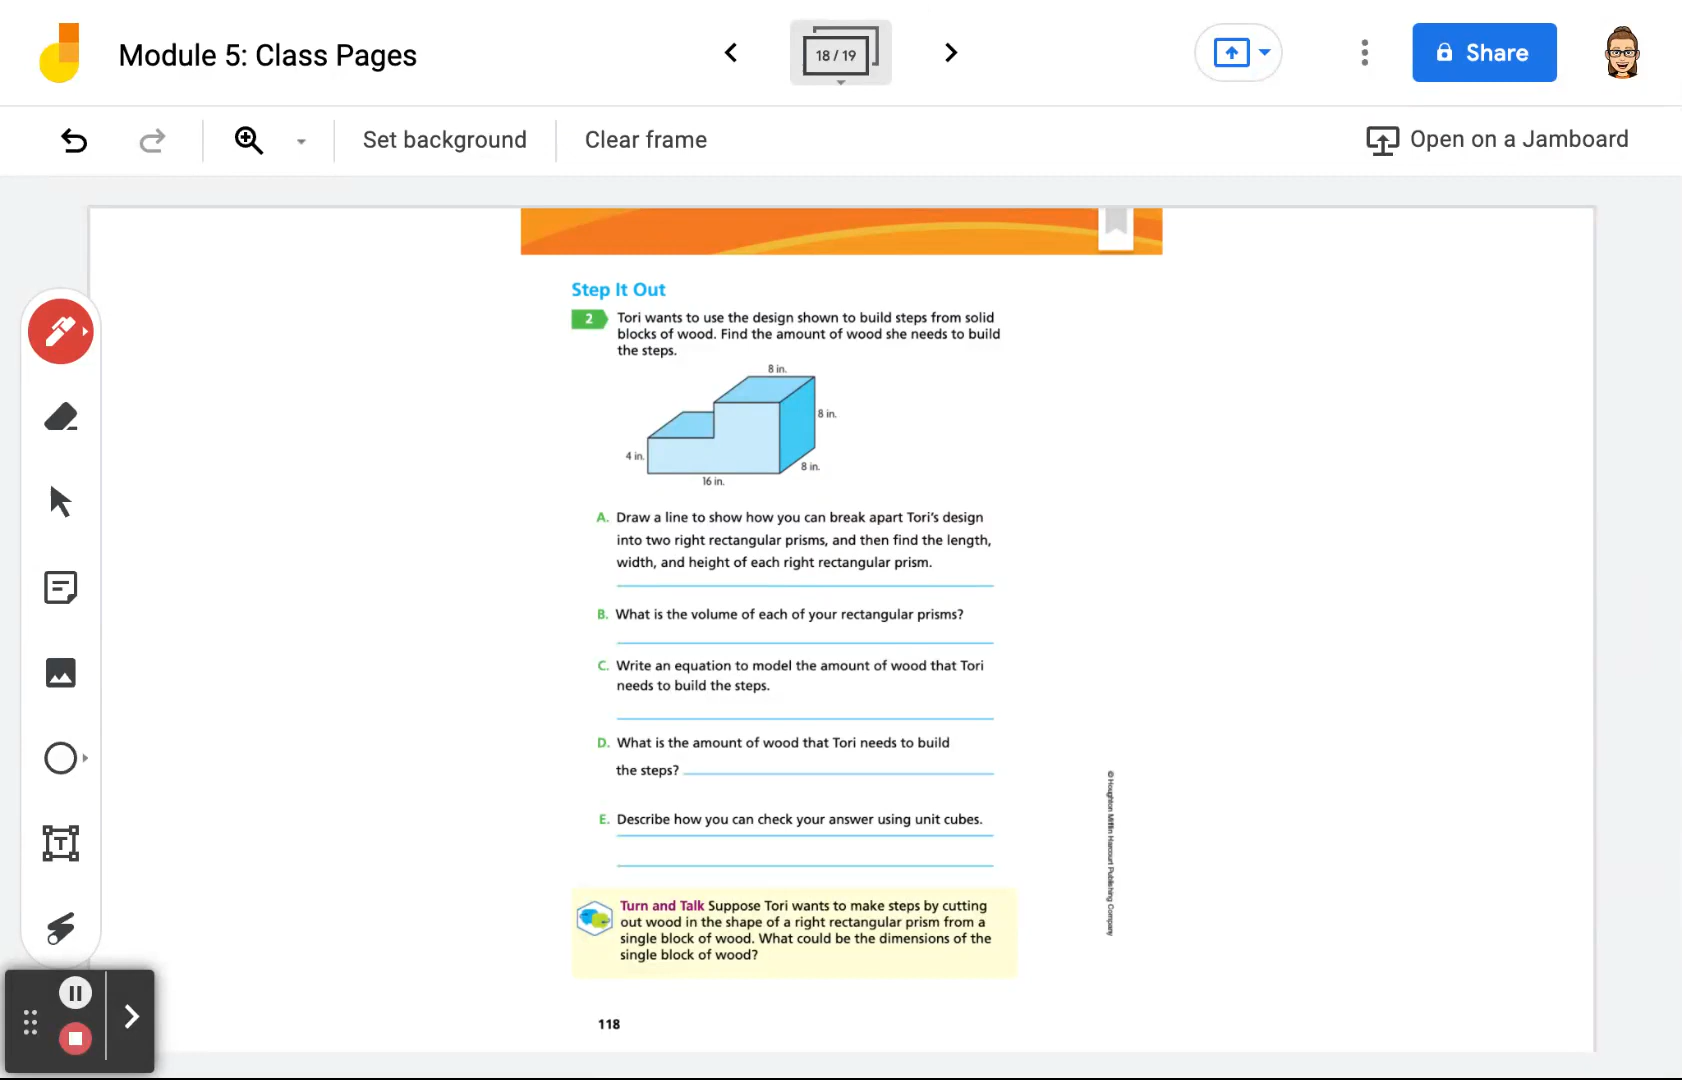 Module 5: Class Pages
18 / 19
Share
Set background
Clear frame
Open on a Jamboard
Step It Out
2 Tori wants to use the design shown to build steps from solid
blocks of wood. Find the amount of wood she needs to build
the steps.
8 in.
8 in.
4 in.
8 in.
16 in.
A. Draw a line to show how you can break apart Tori's design
into two right rectangular prisms, and then find the length,
width, and height of each right rectangular prism.
B. What is the volume of each of your rectangular prisms?
C. Write an equation to model the amount of wood that Tori
needs to build the steps.
D. What is the amount of wood that Tori needs to build
the steps?
E. Describe how you can check your answer using unit cubes.
Turn and Talk Suppose Tori wants to make steps by cutting
out wood in the shape of a right rectangular prism from a
single block of wood. What could be the dimensions of the
single block of wood?
© Houghton Mifflin Harcourt Publishing Company
118
T